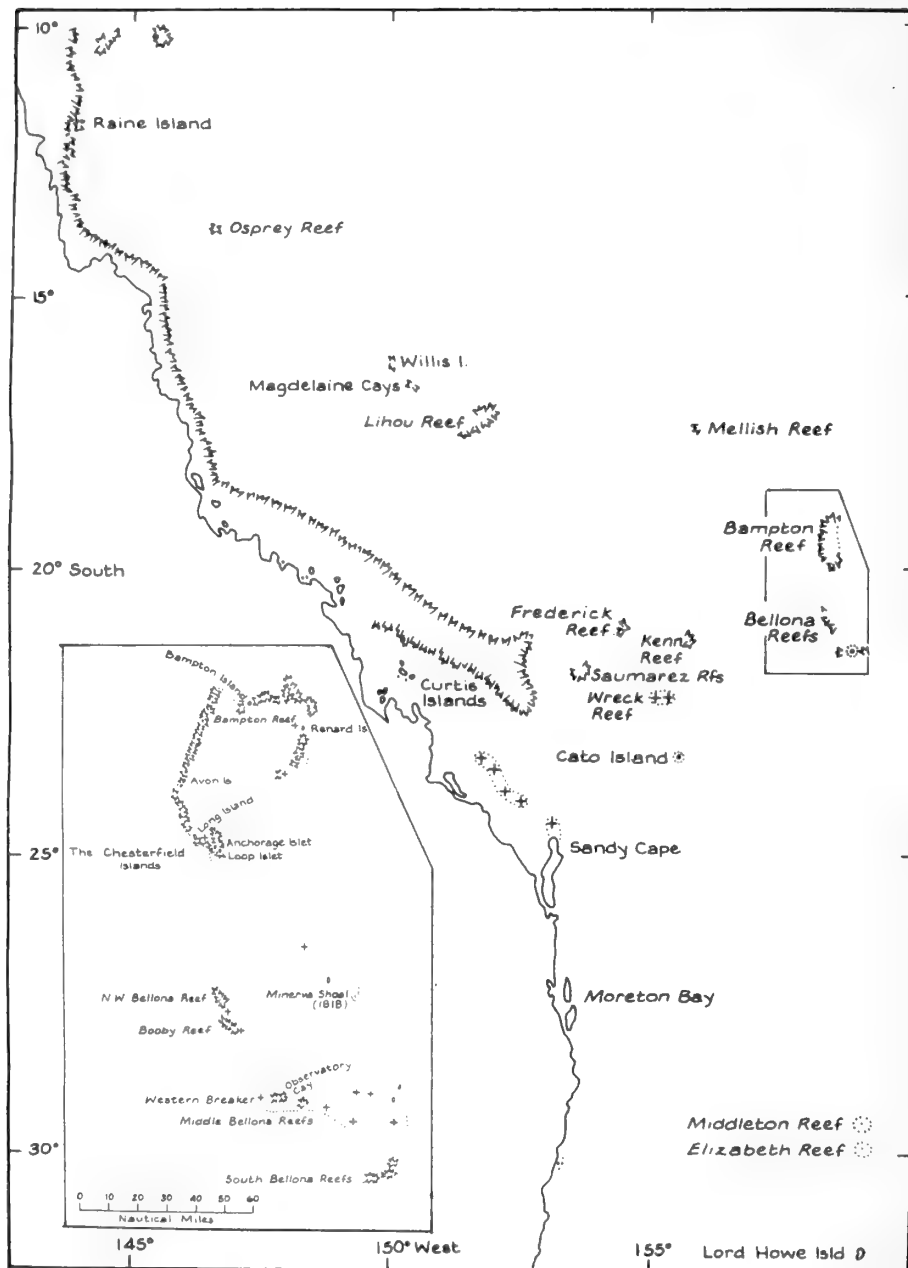 10°
Raine Island
Osprey Reef
15°
Willis I.
Magdelaine Cays
Lihou Reef
Mellish Reef
Bampton
Reef
20° South
Frederick
Reef
Kenn
Reef
Bellona
Reefs
Saumarez Rfs
Curtis
Islands
Wreck
Reef
Cato Island
25°
Sandy Cape
Moreton Bay
Middleton Reef
Elizabeth Reef
30°
145°
150° West
155°
Lord Howe Isld
Bampton Island
Bampton Reef
Renard Is
Avon Is
Long Island
Anchorage Islet
Loop Islet
The Chesterfield
Islands
N.W Bellona Reef
Minerva Shoal
(1818)
Booby Reef
Observatory
Cay
Western Breaker
Middle Bellona Reefs
South Bellona Reefs
0 10 20 30 40 50 60
Nautical Miles